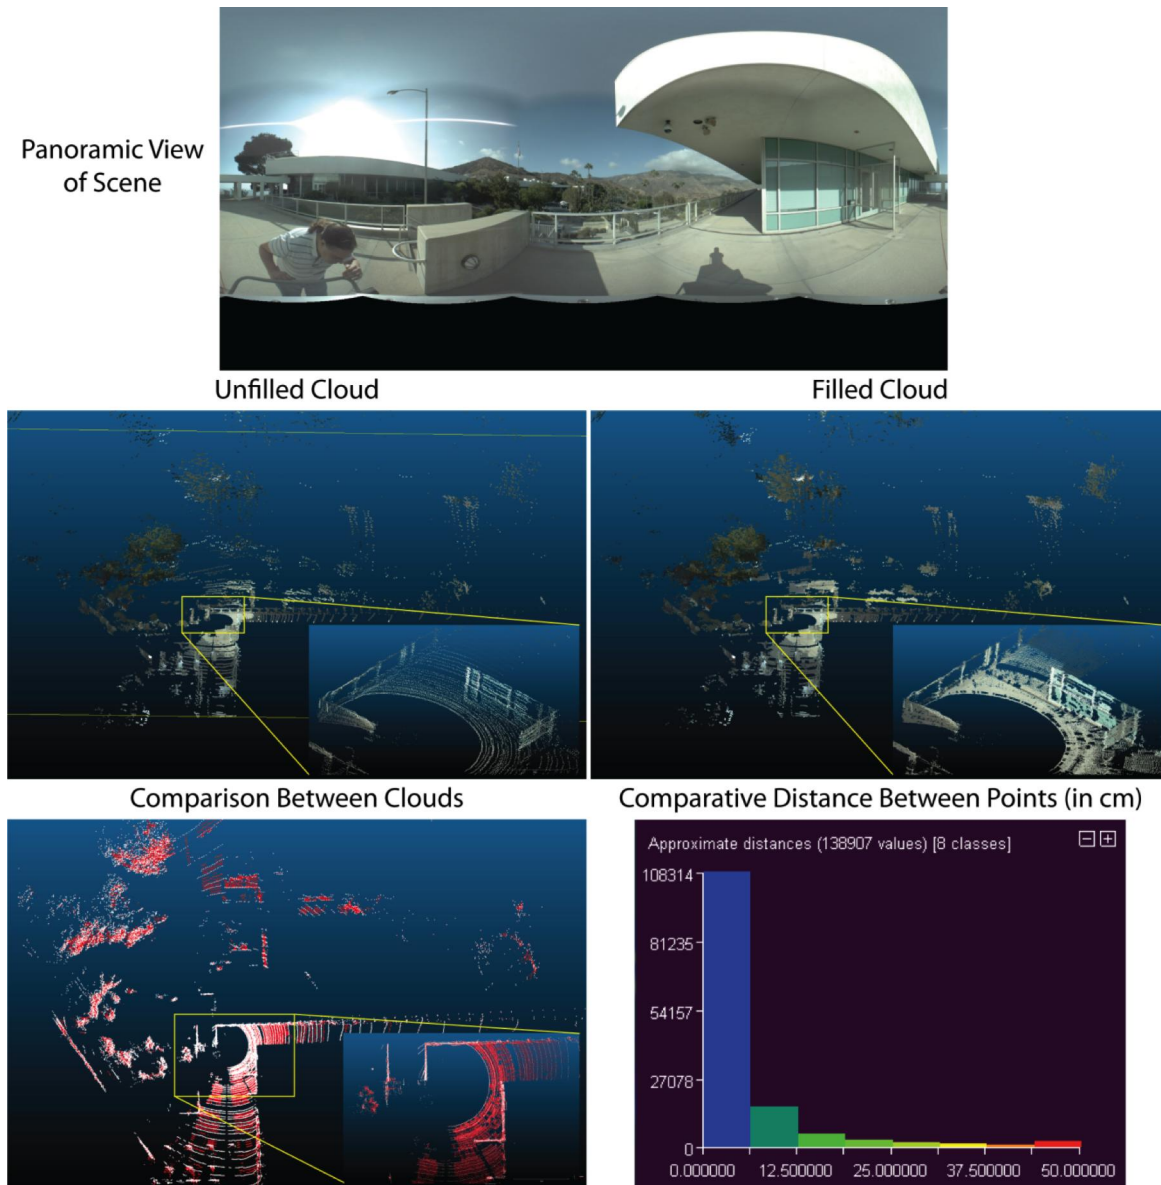 Panoramic View
of Scene
Unfilled Cloud
Filled Cloud
Comparison Between Clouds
Comparative Distance Between Points (in cm)
Approximate distances (138907 values) [8 classes]
108314
81235
54157
27078
0
0.000000
12.500000
25.000000
37.500000
50.000000